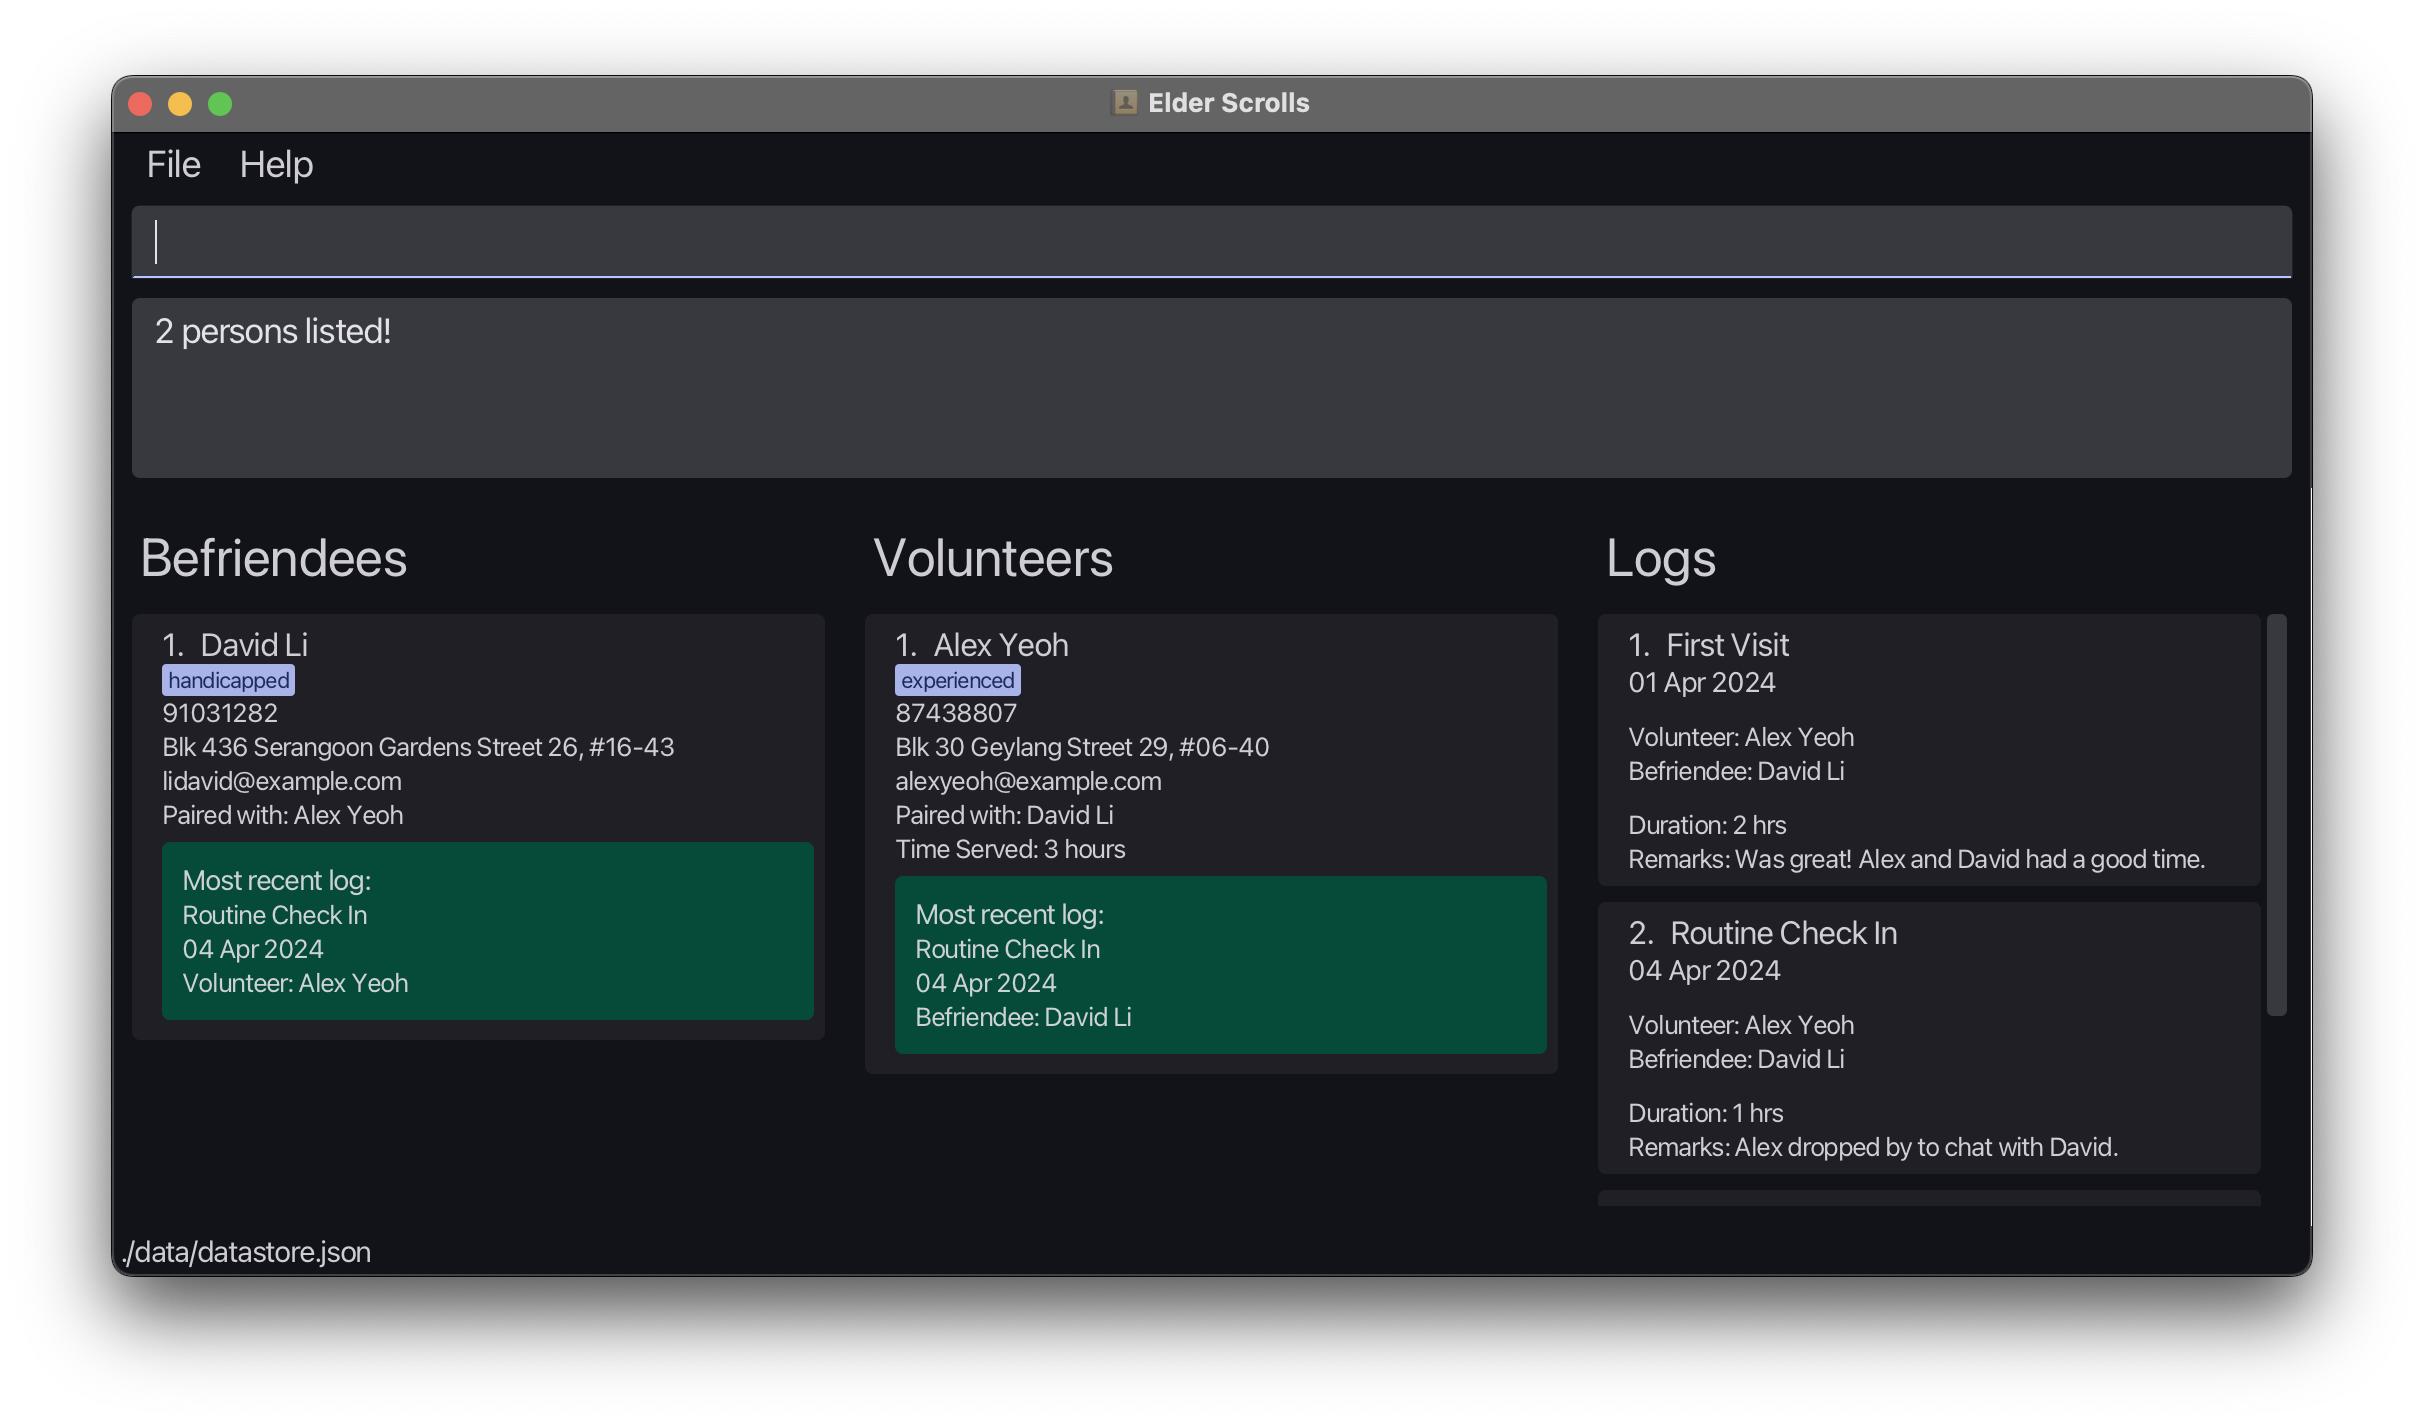 Elder Scrolls
File Help
2 persons listed!
Befriendees
1. David Li
handicapped
91031282
Blk 436 Serangoon Gardens Street 26, #16-43
lidavid@example.com
Paired with: Alex Yeoh
Most recent log:
Routine Check In
04 Apr 2024
Volunteer: Alex Yeoh
Volunteers
1. Alex Yeoh
experienced
87438807
Blk 30 Geylang Street 29, #06-40
alexyeoh@example.com
Paired with: David Li
Time Served: 3 hours
Most recent log:
Routine Check In
04 Apr 2024
Befriendee: David Li
Logs
1. First Visit
01 Apr 2024
Volunteer: Alex Yeoh
Befriendee: David Li
Duration: 2 hrs
Remarks: Was great! Alex and David had a good time.
2. Routine Check In
04 Apr 2024
Volunteer: Alex Yeoh
Befriendee: David Li
Duration: 1 hrs
Remarks: Alex dropped by to chat with David.
./data/datastore.json